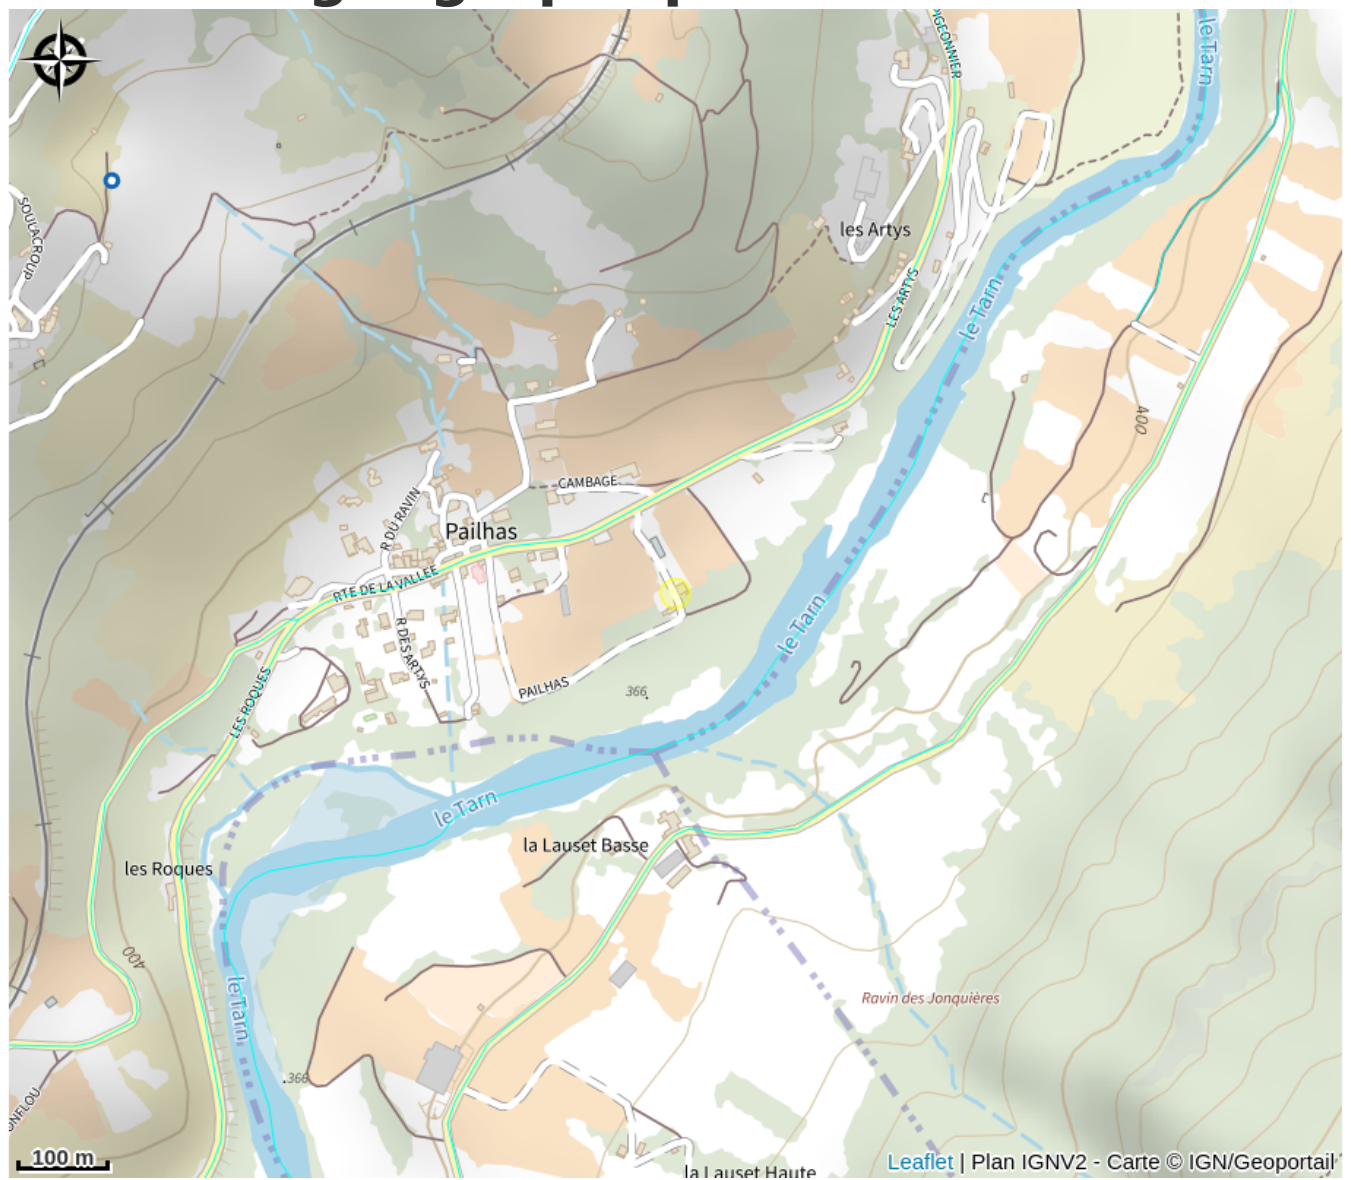 PIGEONNIER
le Tarn
SOULACROUP
les Artys
LES ARTYS
le Tarn
400
CAMBAGE
R DU RAVIN
Pailhas
RTE DE LA VALLEE
le Tarn
R DES ARTYS
PAILHAS
366
LES ROQUES
le Tarn
la Lauset Basse
les Roques
400
le Tarn
Ravin des Jonquières
366
ONFLOU
100 m
la Lauset Haute
Leaflet | Plan IGNV2 - Carte © IGN/Geoportail